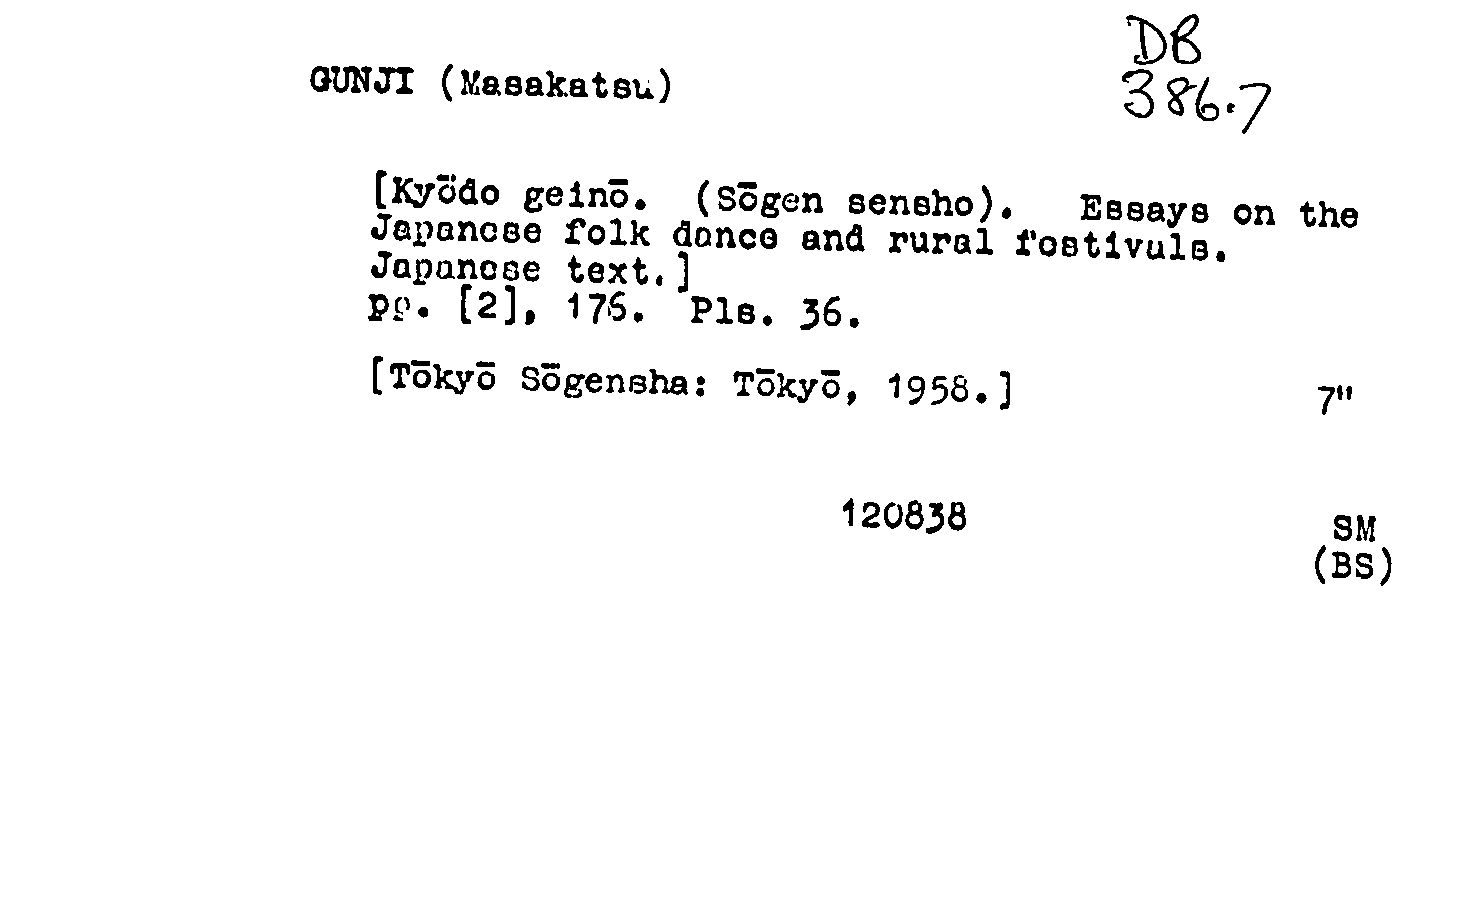 DB
GUNJI (Masakatsu)
386.7
[Kyōdo geinō. (Sōgen sensho). Essays on the
Japanese folk dance and rural festivals.
Japanese text.]
pp. [2], 176. Pls. 36.
[Tōkyō Sōgensha: Tōkyō, 1958.]
7"
120838
SM
(BS)